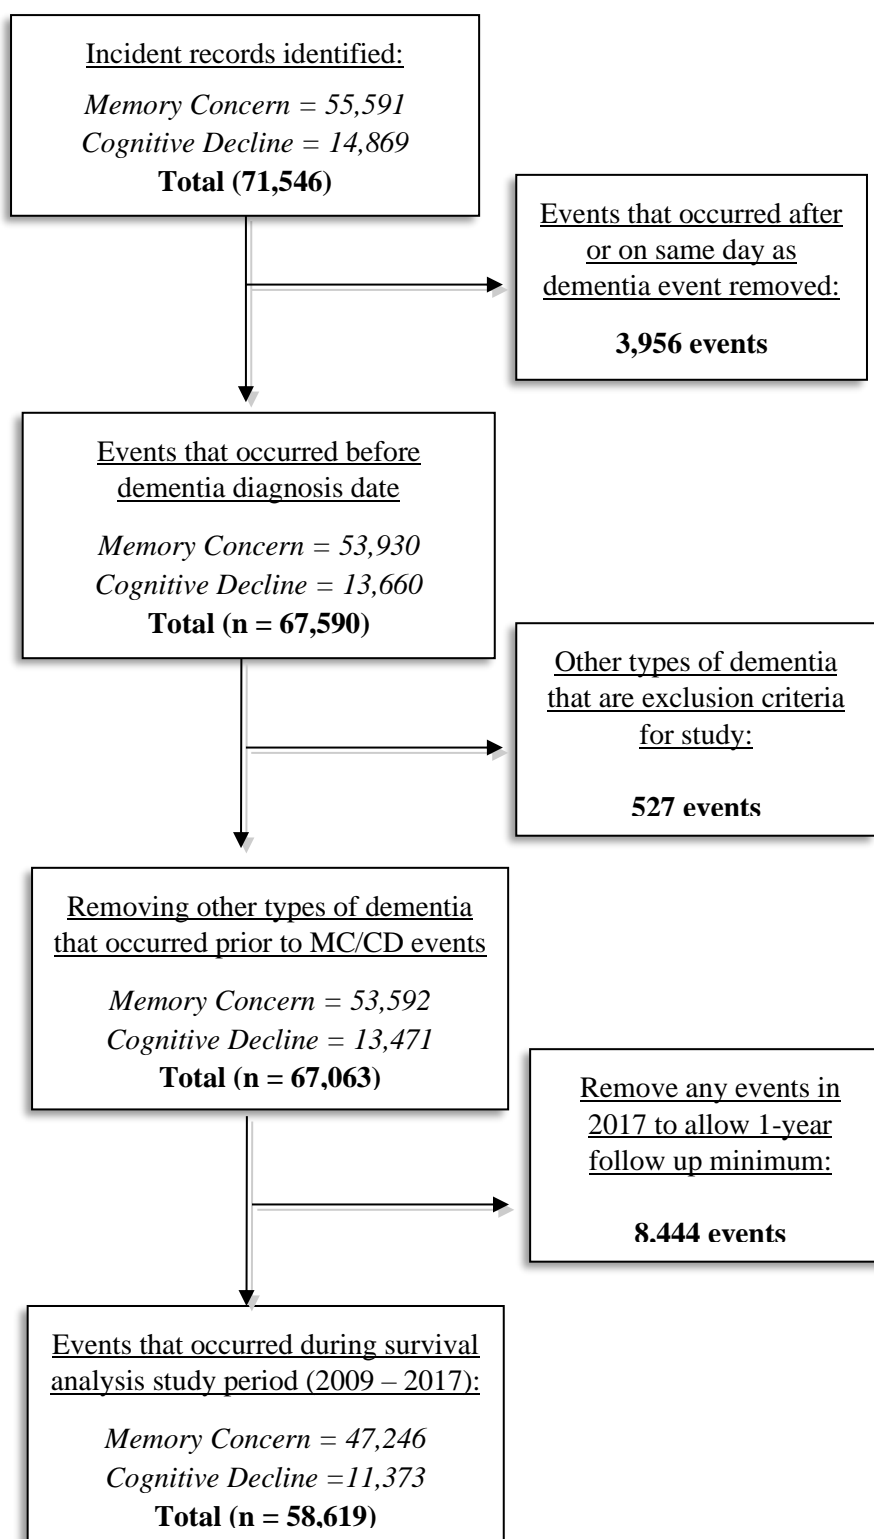 Incident records identified:
Memory Concern = 55,591
Cognitive Decline = 14,869
Total (71,546)
Events that occurred after
or on same day as
dementia event removed:
3,956 events
Events that occurred before
dementia diagnosis date
Memory Concern = 53,930
Cognitive Decline = 13,660
Total (n = 67,590)
Other types of dementia
that are exclusion criteria
for study:
527 events
Removing other types of dementia
that occurred prior to MC/CD events
Memory Concern = 53,592
Cognitive Decline = 13,471
Total (n = 67,063)
Remove any events in
2017 to allow 1-year
follow up minimum:
8,444 events
Events that occurred during survival
analysis study period (2009 – 2017):
Memory Concern = 47,246
Cognitive Decline =11,373
Total (n = 58,619)